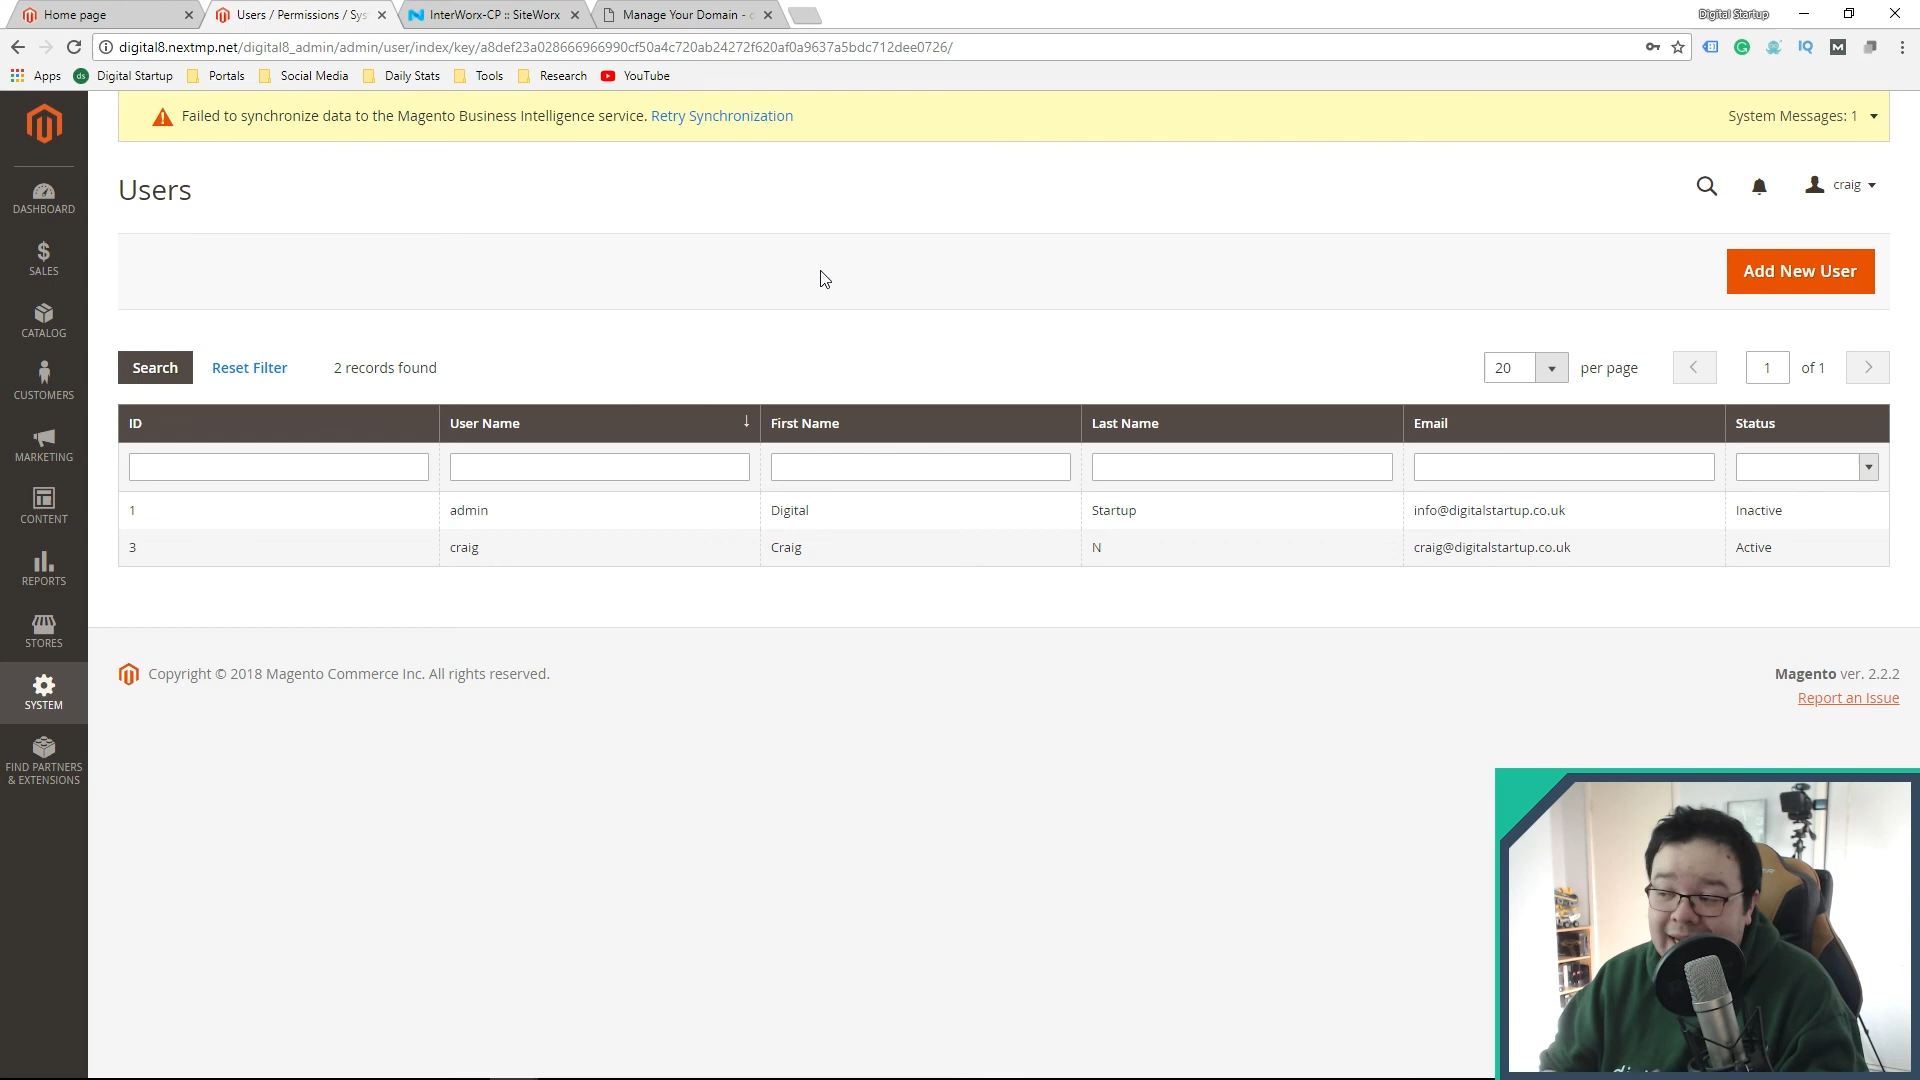 Home page
Users / Permissions / Sys
InterWorx-CP :: SiteWorx
Manage Your Domain -
Digital Startup
digital8.nextmp.net/digital8_admin/admin/user/index/key/a8def23a028666966990cf50a4c720ab24272f620af0a9637a5bdc712dee0726/
Apps
ds
Digital Startup
Portals
Social Media
Daily Stats
Tools
Research
YouTube
Failed to synchronize data to the Magento Business Intelligence service. Retry Synchronization
System Messages: 1
Users
craig
Add New User
Search
Reset Filter
2 records found
20
per page
1
of 1
ID
User Name
First Name
Last Name
Email
Status
1
admin
Digital
Startup
info@digitalstartup.co.uk
Inactive
3
craig
Craig
N
craig@digitalstartup.co.uk
Active
DASHBOARD
SALES
CATALOG
CUSTOMERS
MARKETING
CONTENT
REPORTS
STORES
SYSTEM
FIND PARTNERS
& EXTENSIONS
Copyright © 2018 Magento Commerce Inc. All rights reserved.
Magento ver. 2.2.2
Report an Issue